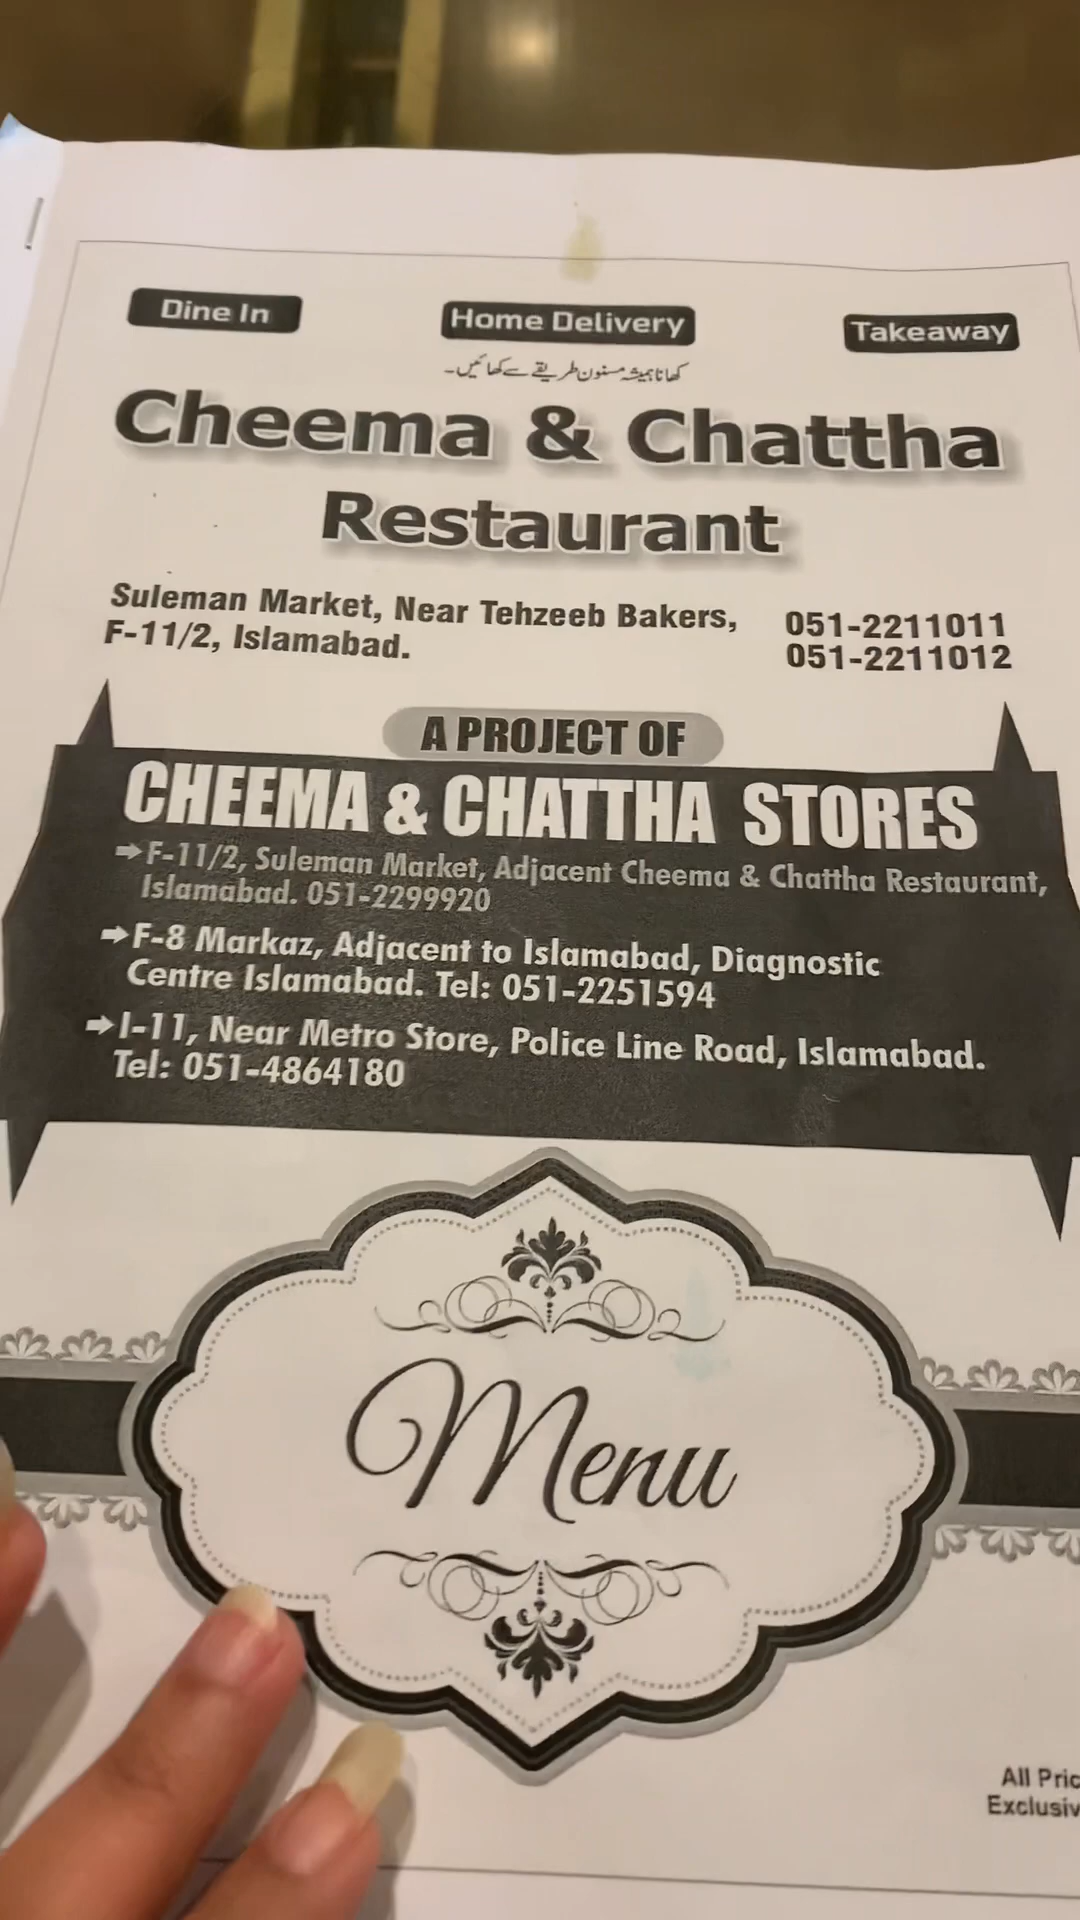 Dine In
Home Delivery
Takeaway
کھانا ہمیشہ مسنون طریقے سے کھائیں۔
Cheema & Chattha
Restaurant
Suleman Market, Near Tehzeeb Bakers,
F-11/2, Islamabad.
051-2211011
051-2211012
A PROJECT OF
CHEEMA & CHATTHA STORES
➡F-11/2, Suleman Market, Adjacent Cheema & Chattha Restaurant,
Islamabad. 051-2299920
➡F-8 Markaz, Adjacent to Islamabad, Diagnostic
Centre Islamabad. Tel: 051-2251594
➡I-11, Near Metro Store, Police Line Road, Islamabad.
Tel: 051-4864180
Menu
All